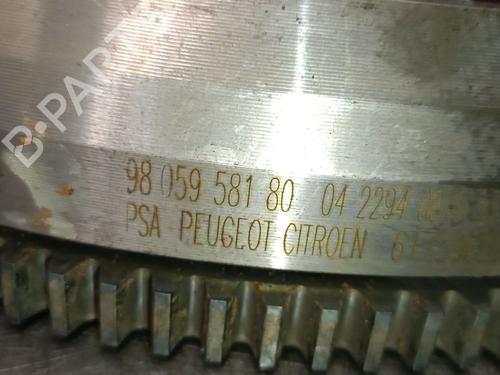 B-PARTS
98 059 581 80 04 2294
PSA PEUGEOT CITROEN